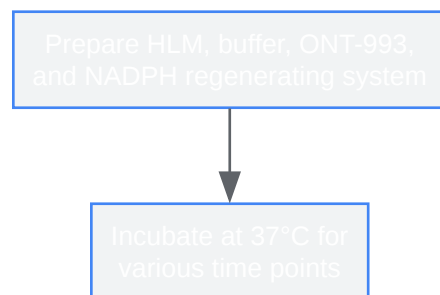 Prepare HLM, buffer, ONT-993,
and NADPH regenerating system
Incubate at 37°C for
various time points